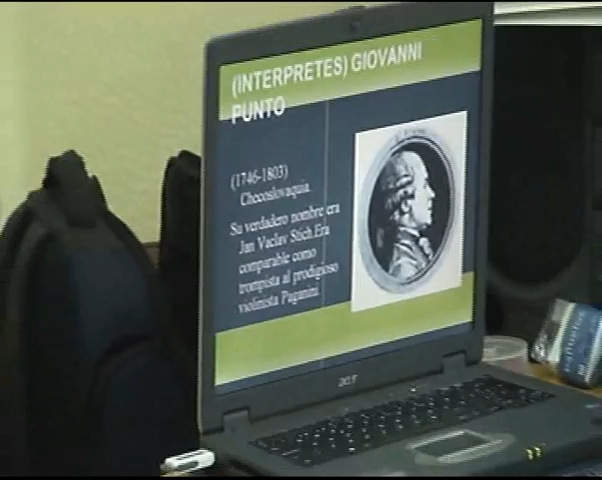 (INTERPRETES) GIOVANNI
PUNTO
(1746-1803)
Chocoslovaquia.
Su verdadero nombre era
Jan Vaclav Stich.Era
comparable como
trompista al prodigioso
violinista Paganini.
acer